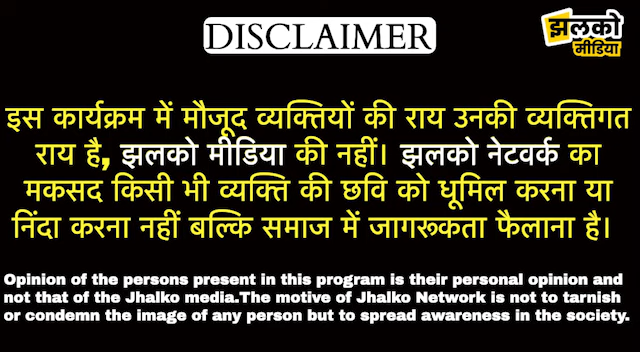 DISCLAIMER
झलको
मीडिया
इस कार्यक्रम में मौजूद व्यक्तियों की राय उनकी व्यक्तिगत
राय है, झलको मीडिया की नहीं। झलको नेटवर्क का
मकसद किसी भी व्यक्ति की छवि को धूमिल करना या
निंदा करना नहीं बल्कि समाज में जागरूकता फैलाना है।
Opinion of the persons present in this program is their personal opinion and
not that of the Jhalko media.The motive of Jhalko Network is not to tarnish
or condemn the image of any person but to spread awareness in the society.